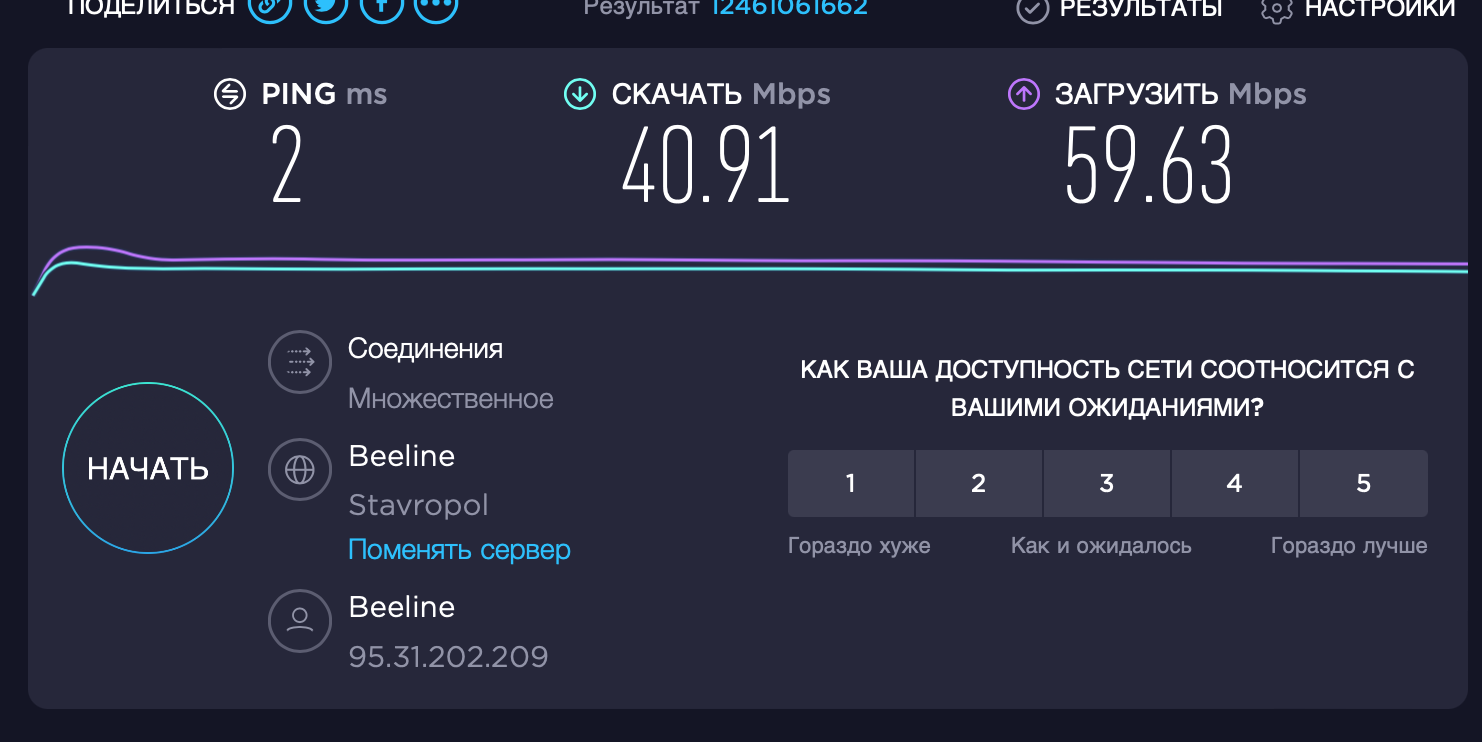 ПОДЕЛИТЬСЯ Результат 12461061662 РЕЗУЛЬТАТЫ НАСТРОЙКИ
PING ms СКАЧАТЬ Mbps ЗАГРУЗИТЬ Mbps
2 40.91 59.63
Соединения
Множественное
Beeline
Stavropol
Поменять сервер
Beeline
95.31.202.209
НАЧАТЬ
КАК ВАША ДОСТУПНОСТЬ СЕТИ СООТНОСИТСЯ С
ВАШИМИ ОЖИДАНИЯМИ?
1 2 3 4 5
Гораздо хуже Как и ожидалось Гораздо лучше